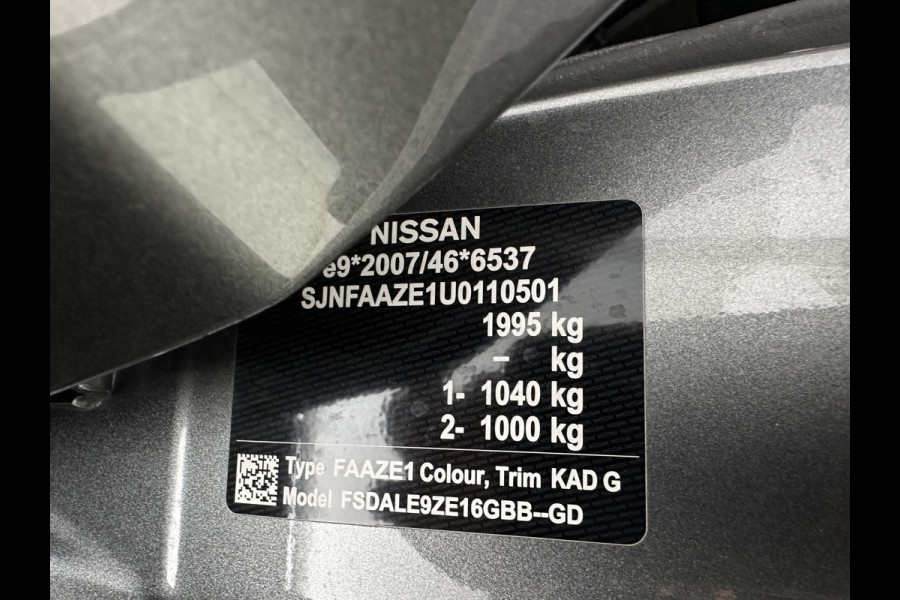 NISSAN
e9*2007/46*6537
SJNFAAZE1U0110501
1995 kg
– kg
1- 1040 kg
2- 1000 kg
Type FAAZE1 Colour, Trim KAD G
Model FSDALE9ZE16GBB--GD